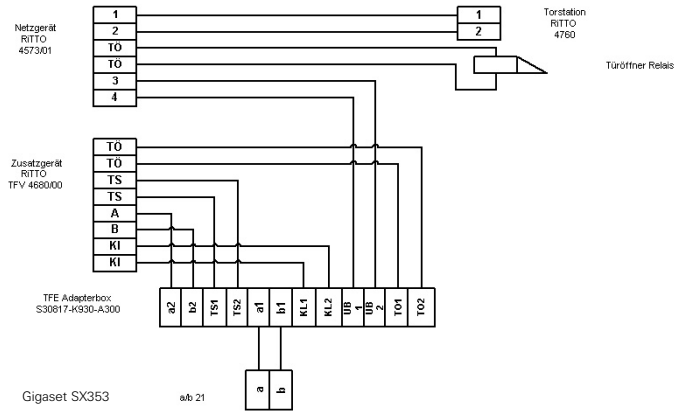 Netzgerät
RiTTO
4573/01
1
2
TÖ
TÖ
3
4
1
2
Torstation
RiTTO
4760
Türöffner Relais
Zusatzgerät
RiTTO
TFV 4680/00
TÖ
TÖ
TS
TS
A
B
KI
KI
TFE Adapterbox
S30817-K930-A300
a2
b2
TS1
TS2
a1
b1
KL1
KL2
UB 1
UB 2
TO1
TO2
Gigaset SX353
a/b 21
a
b